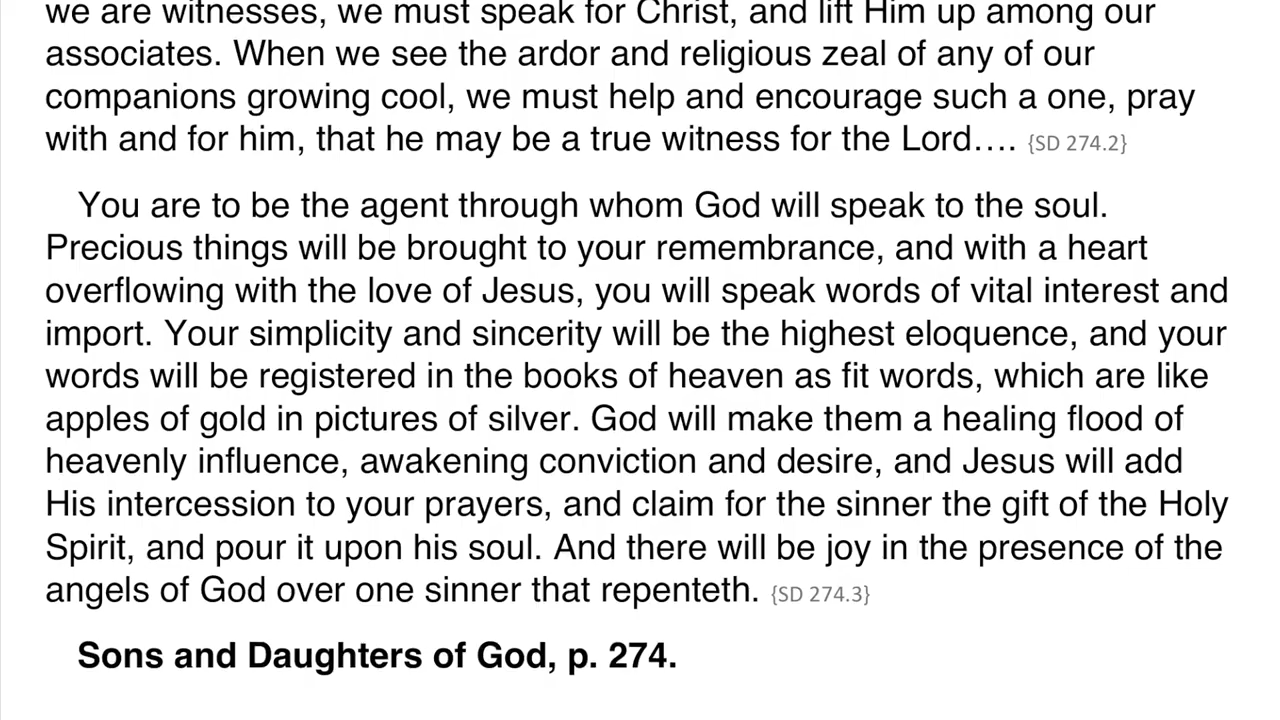 we are witnesses, we must speak for Christ, and lift Him up among our
associates. When we see the ardor and religious zeal of any of our
companions growing cool, we must help and encourage such a one, pray
with and for him, that he may be a true witness for the Lord.... {SD 274.2}
You are to be the agent through whom God will speak to the soul.
Precious things will be brought to your remembrance, and with a heart
overflowing with the love of Jesus, you will speak words of vital interest and
import. Your simplicity and sincerity will be the highest eloquence, and your
words will be registered in the books of heaven as fit words, which are like
apples of gold in pictures of silver. God will make them a healing flood of
heavenly influence, awakening conviction and desire, and Jesus will add
His intercession to your prayers, and claim for the sinner the gift of the Holy
Spirit, and pour it upon his soul. And there will be joy in the presence of the
angels of God over one sinner that repenteth. {SD 274.3}
Sons and Daughters of God, p. 274.